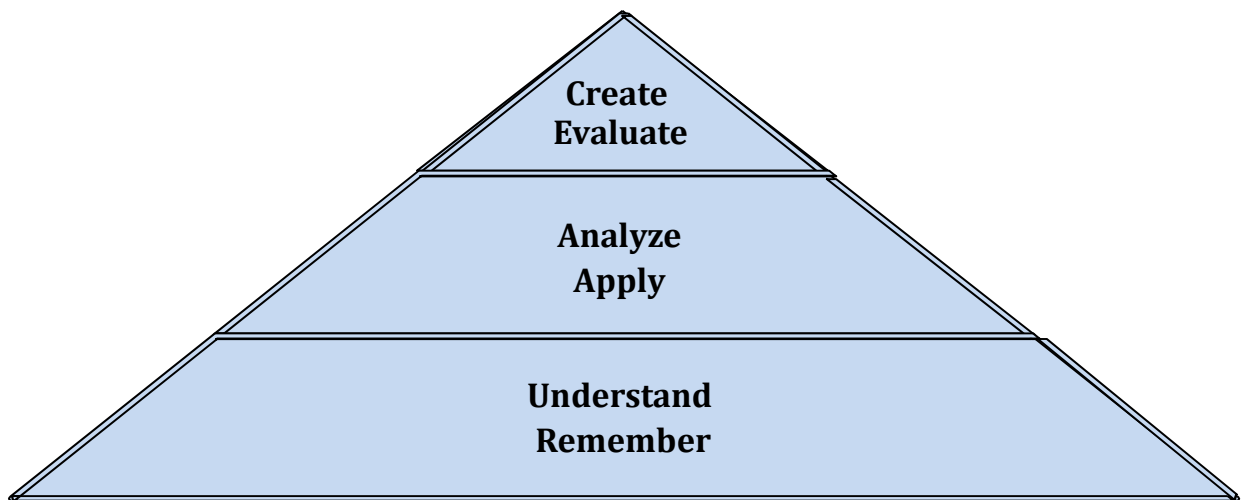 Create
Evaluate
Analyze
Apply
Understand
Remember